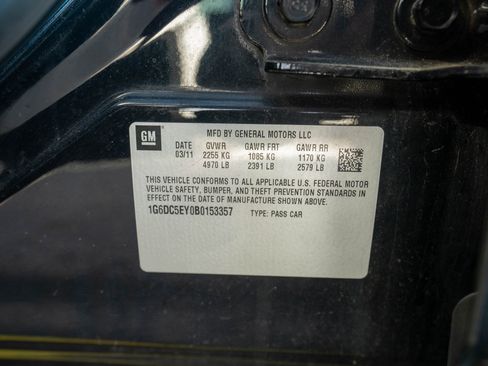 GM
MFD BY GENERAL MOTORS LLC
DATE GVWR GAWR FRT GAWR RR
03/11 2255 KG 1085 KG 1170 KG
4970 LB 2391 LB 2579 LB
THIS VEHICLE CONFORMS TO ALL APPLICABLE U.S. FEDERAL MOTOR
VEHICLE SAFETY, BUMPER, AND THEFT PREVENTION STANDARDS IN
EFFECT ON THE DATE OF MANUFACTURE SHOWN ABOVE.
1G6DC5EY0B0153357 TYPE: PASS CAR